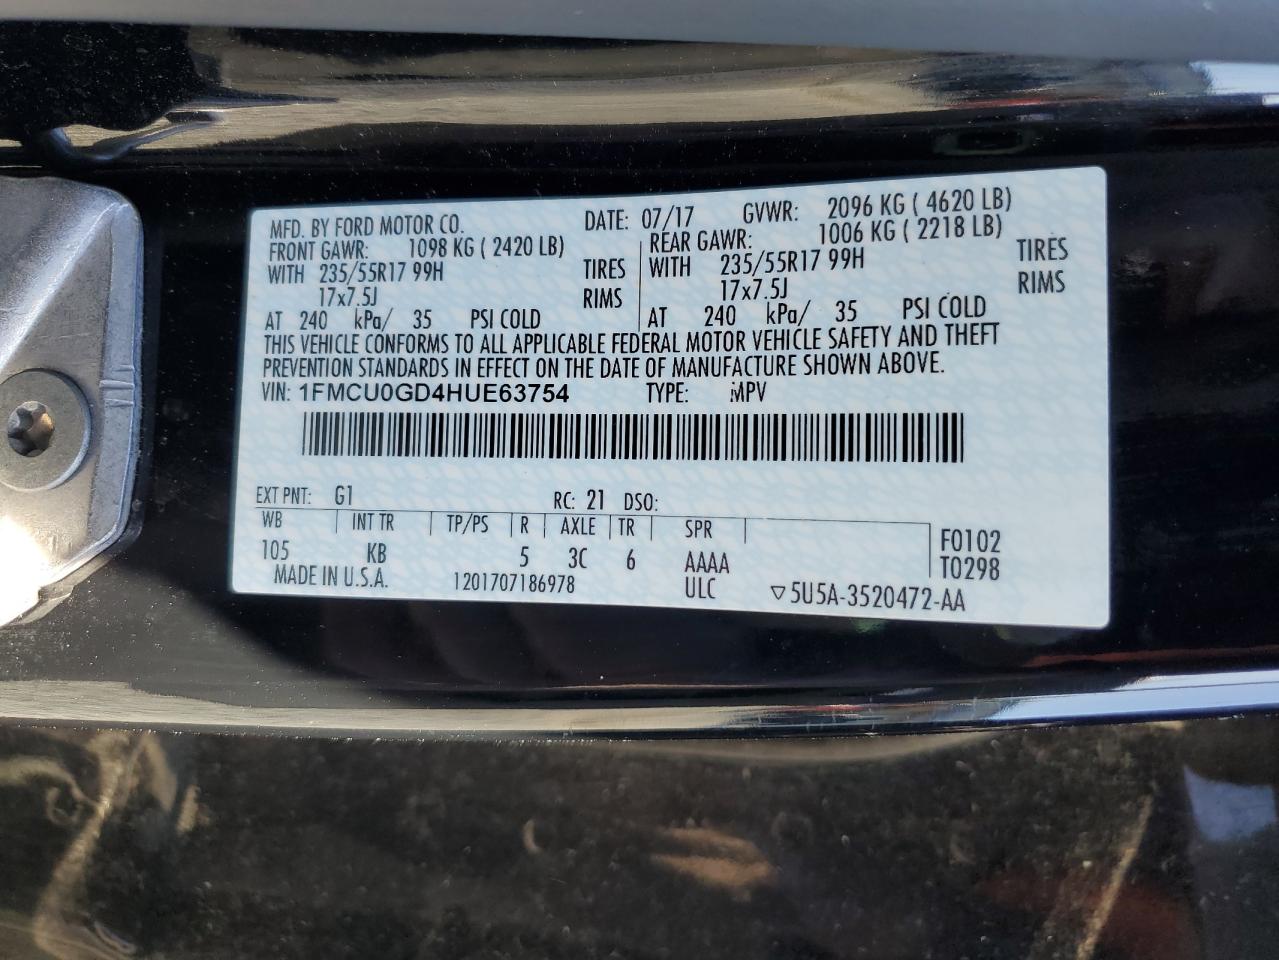 MFD. BY FORD MOTOR CO. DATE: 07/17 GVWR: 2096 KG ( 4620 LB)
FRONT GAWR: 1098 KG ( 2420 LB) REAR GAWR: 1006 KG ( 2218 LB)
WITH 235/55R17 99H TIRES WITH 235/55R17 99H TIRES
17x7.5J RIMS 17x7.5J RIMS
AT 240 kPa/ 35 PSI COLD AT 240 kPa/ 35 PSI COLD
THIS VEHICLE CONFORMS TO ALL APPLICABLE FEDERAL MOTOR VEHICLE SAFETY AND THEFT
PREVENTION STANDARDS IN EFFECT ON THE DATE OF MANUFACTURE SHOWN ABOVE.
VIN: 1FMCU0GD4HUE63754 TYPE: MPV
EXT PNT: G1 RC: 21 DSO:
WB INT TR TP/PS R AXLE TR SPR F0102
105 KB 5 3C 6 AAAA T0298
MADE IN U.S.A. 1201707186978 ULC ▽5U5A-3520472-AA